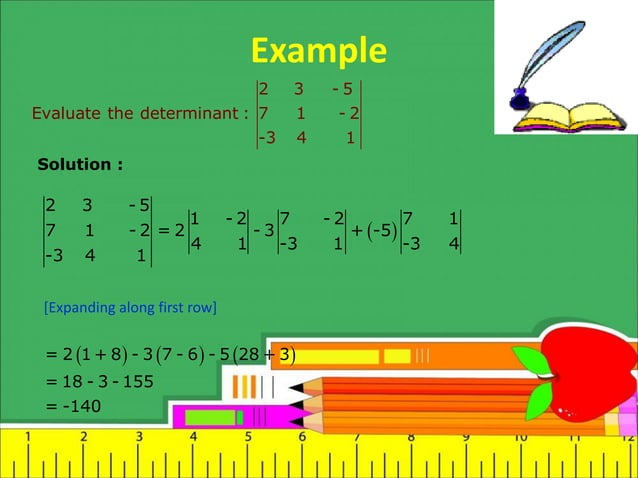 Example
Evaluate the determinant : |2 3 -5|
|7 1 -2|
|-3 4 1|
Solution :
|2 3 -5|
|7 1 -2| = 2 |1 -2| - 3 |7 -2| + (-5) |7 1|
|-3 4 1| |4 1| |-3 1| |-3 4|
[Expanding along first row]
= 2(1 + 8) - 3(7 - 6) - 5(28 + 3)
= 18 - 3 - 155
= -140
1 2 3 4 5 6 7 8 9 10 11 12